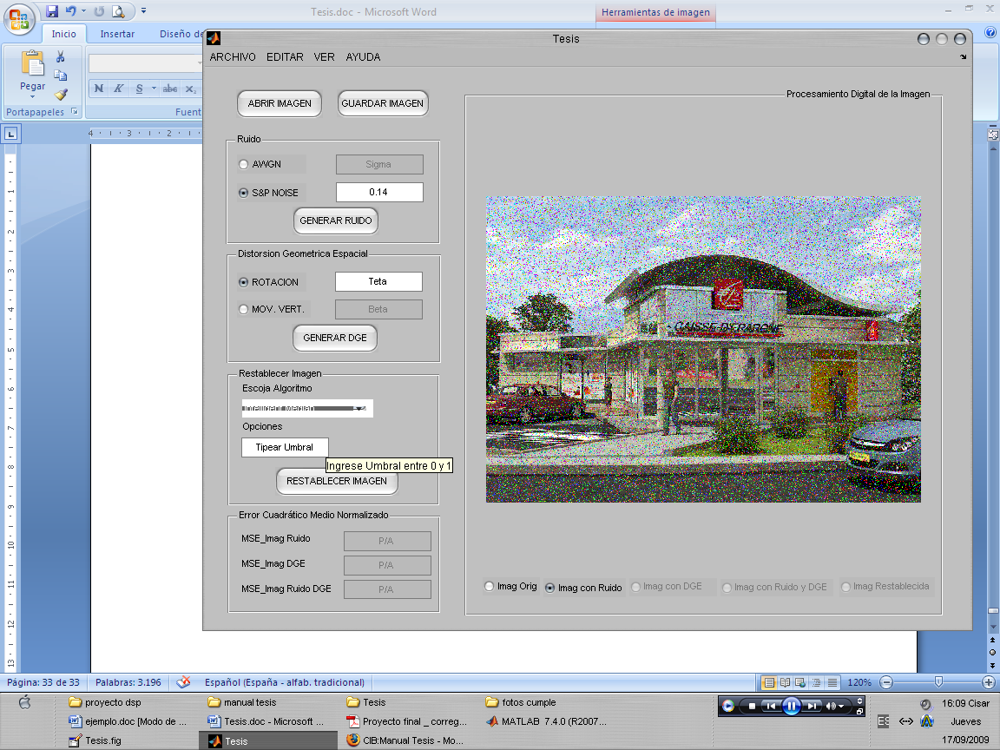 Tesis.doc - Microsoft Word
Herramientas de imagen
Inicio
Insertar
Diseño de
Pegar
N K S abc x
Portapapeles
Fuent
Tesis
ARCHIVO EDITAR VER AYUDA
ABRIR IMAGEN
GUARDAR IMAGEN
Procesamiento Digital de la Imagen
Ruido
AWGN
Sigma
S&P NOISE
0.14
GENERAR RUIDO
Distorsion Geometrica Espacial
ROTACION
Teta
MOV. VERT.
Beta
GENERAR DGE
Restablecer Imagen
Escoja Algoritmo
Intelligent Median
Opciones
Tipear Umbral
Ingrese Umbral entre 0 y 1
RESTABLECER IMAGEN
Error Cuadrático Medio Normalizado
MSE_Imag Ruido
P/A
MSE_Imag DGE
P/A
MSE_Imag Ruido DGE
P/A
CAISSE D'EPARGNE
Imag Orig
Imag con Ruido
Imag con DGE
Imag con Ruido y DGE
Imag Restablecida
Página: 33 de 33
Palabras: 3.196
Español (España - alfab. tradicional)
120%
proyecto dsp
manual tesis
Tesis
fotos cumple
16:09 Cisar
ejemplo.doc [Modo de ...
Tesis.doc - Microsoft ...
Proyecto final _ correg...
MATLAB 7.4.0 (R2007...
ES
Jueves
Tesis.fig
Tesis
CIB:Manual Tesis - Mo...
17/09/2009